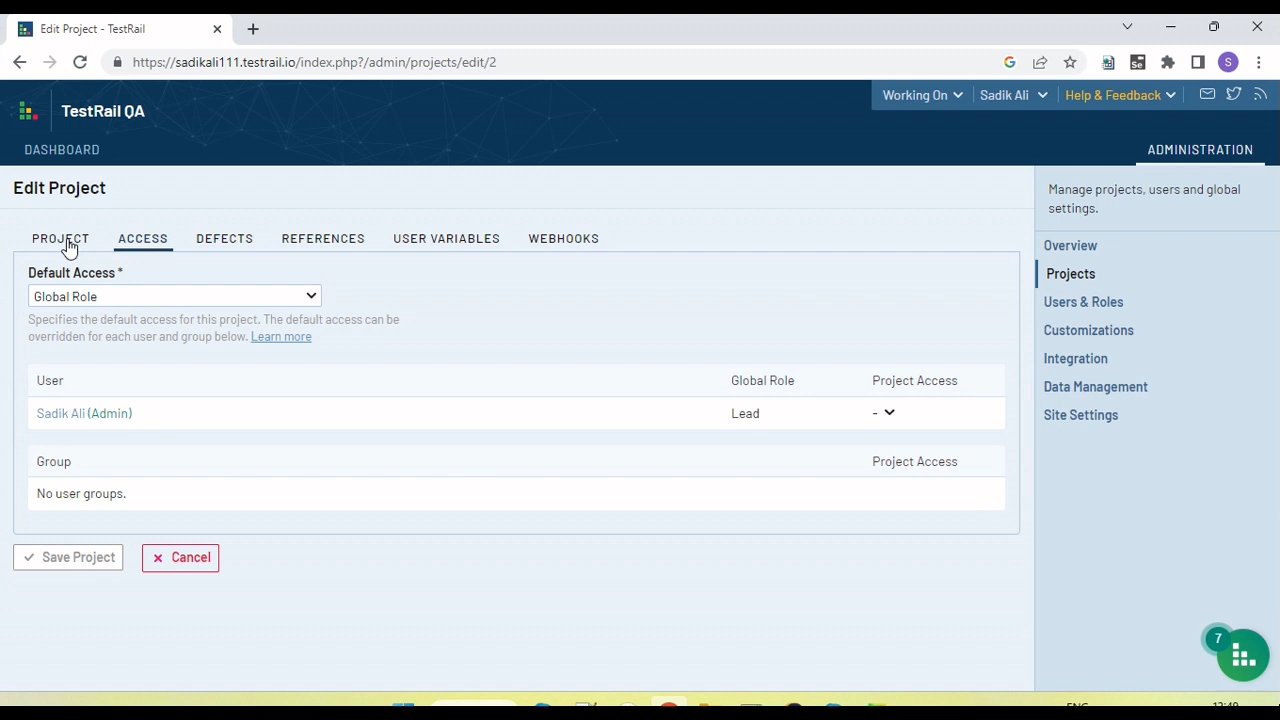 Edit Project - TestRail
https://sadikali111.testrail.io/index.php?/admin/projects/edit/2
S
TestRail QA
Working On
Sadik Ali
Help & Feedback
DASHBOARD
ADMINISTRATION
Edit Project
PROJECT
ACCESS
DEFECTS
REFERENCES
USER VARIABLES
WEBHOOKS
Default Access *
Global Role
Specifies the default access for this project. The default access can be
overridden for each user and group below. Learn more
User
Global Role
Project Access
Sadik Ali (Admin)
Lead
-
Group
Project Access
No user groups.
Save Project
Cancel
Manage projects, users and global
settings.
Overview
Projects
Users & Roles
Customizations
Integration
Data Management
Site Settings
7